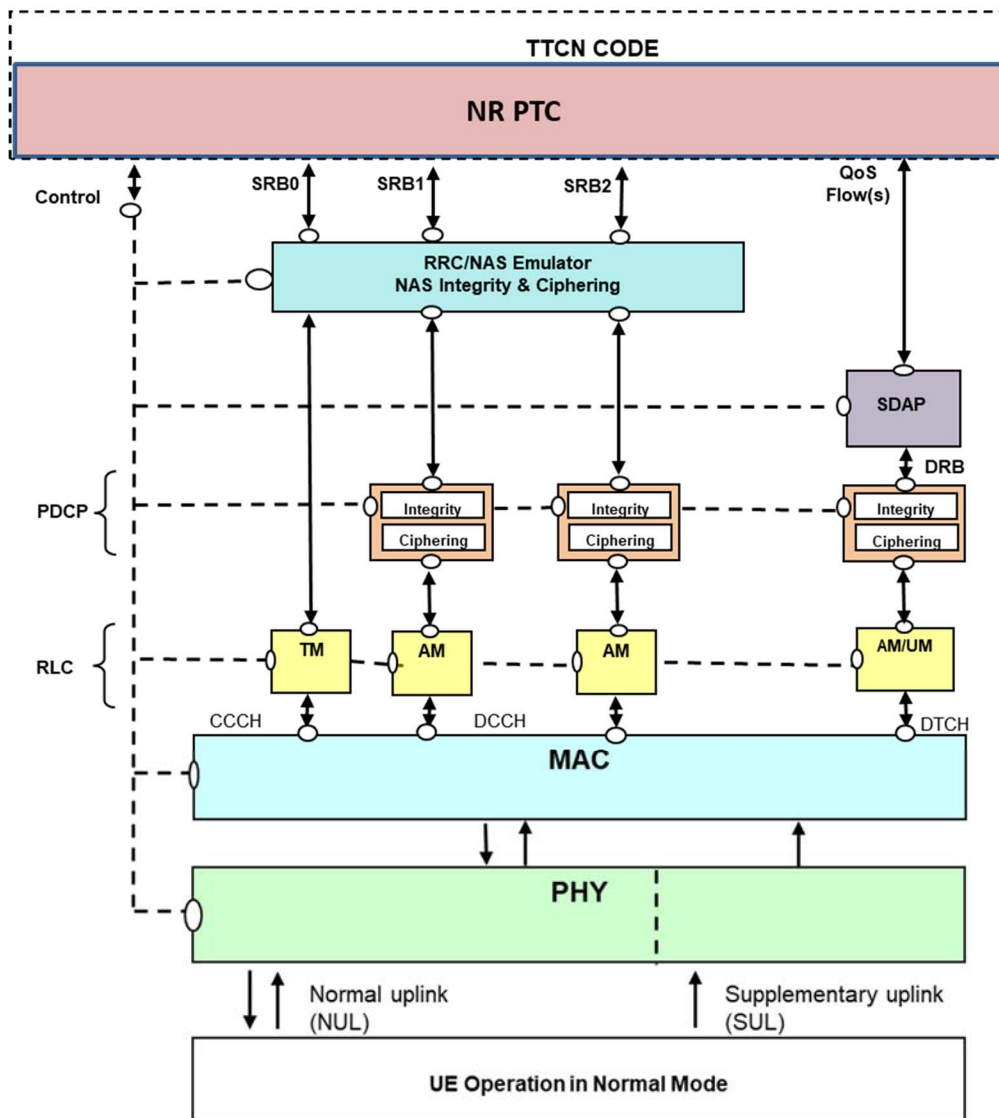 TTCN CODE
NR PTC
Control
SRB0
SRB1
SRB2
QoS
Flow(s)
RRC/NAS Emulator
NAS Integrity & Ciphering
SDAP
DRB
PDCP
Integrity
Ciphering
Integrity
Ciphering
Integrity
Ciphering
RLC
TM
AM
AM
AM/UM
CCCH
DCCH
DTCH
MAC
PHY
Normal uplink
(NUL)
Supplementary uplink
(SUL)
UE Operation in Normal Mode